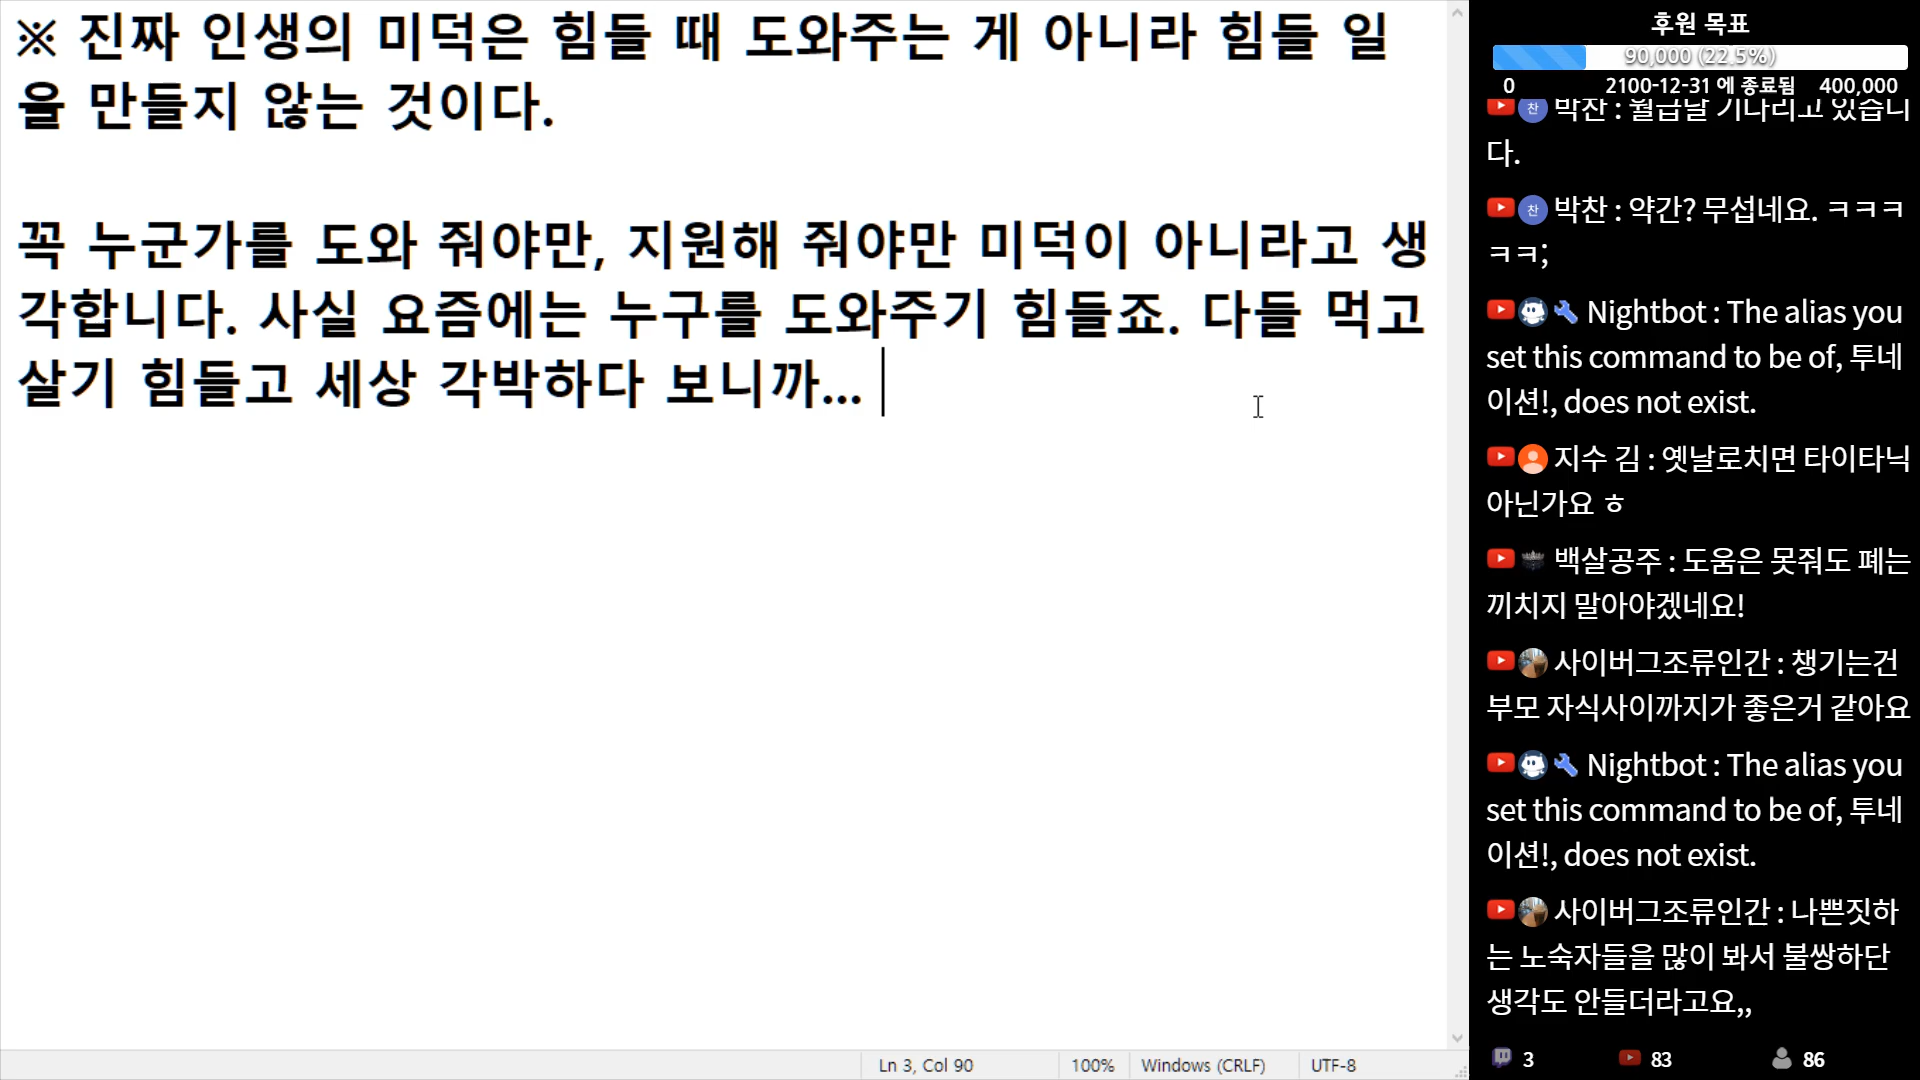 ※ 진짜 인생의 미덕은 힘들 때 도와주는 게 아니라 힘들 일
을 만들지 않는 것이다.
꼭 누군가를 도와 줘야만, 지원해 줘야만 미덕이 아니라고 생
각합니다. 사실 요즘에는 누구를 도와주기 힘들죠. 다들 먹고
살기 힘들고 세상 각박하다 보니까...
Ln 3, Col 90
100%
Windows (CRLF)
UTF-8
후원 목표
90,000 (22.5%)
0 2100-12-31 에 종료됨 400,000
찬 박찬 : 월급날 기다리고 있습니
다.
찬 박찬 : 약간? 무섭네요. ㅋㅋㅋ
ㅋㅋ;
Nightbot : The alias you
set this command to be of, 투네
이션!, does not exist.
지수 김 : 옛날로치면 타이타닉
아닌가요 ㅎ
백살공주 : 도움은 못줘도 폐는
끼치지 말아야겠네요!
사이버그조류인간 : 챙기는건
부모 자식사이까지가 좋은거 같아요
Nightbot : The alias you
set this command to be of, 투네
이션!, does not exist.
사이버그조류인간 : 나쁜짓하
는 노숙자들을 많이 봐서 불쌍하단
생각도 안들더라고요,,
3 83 86